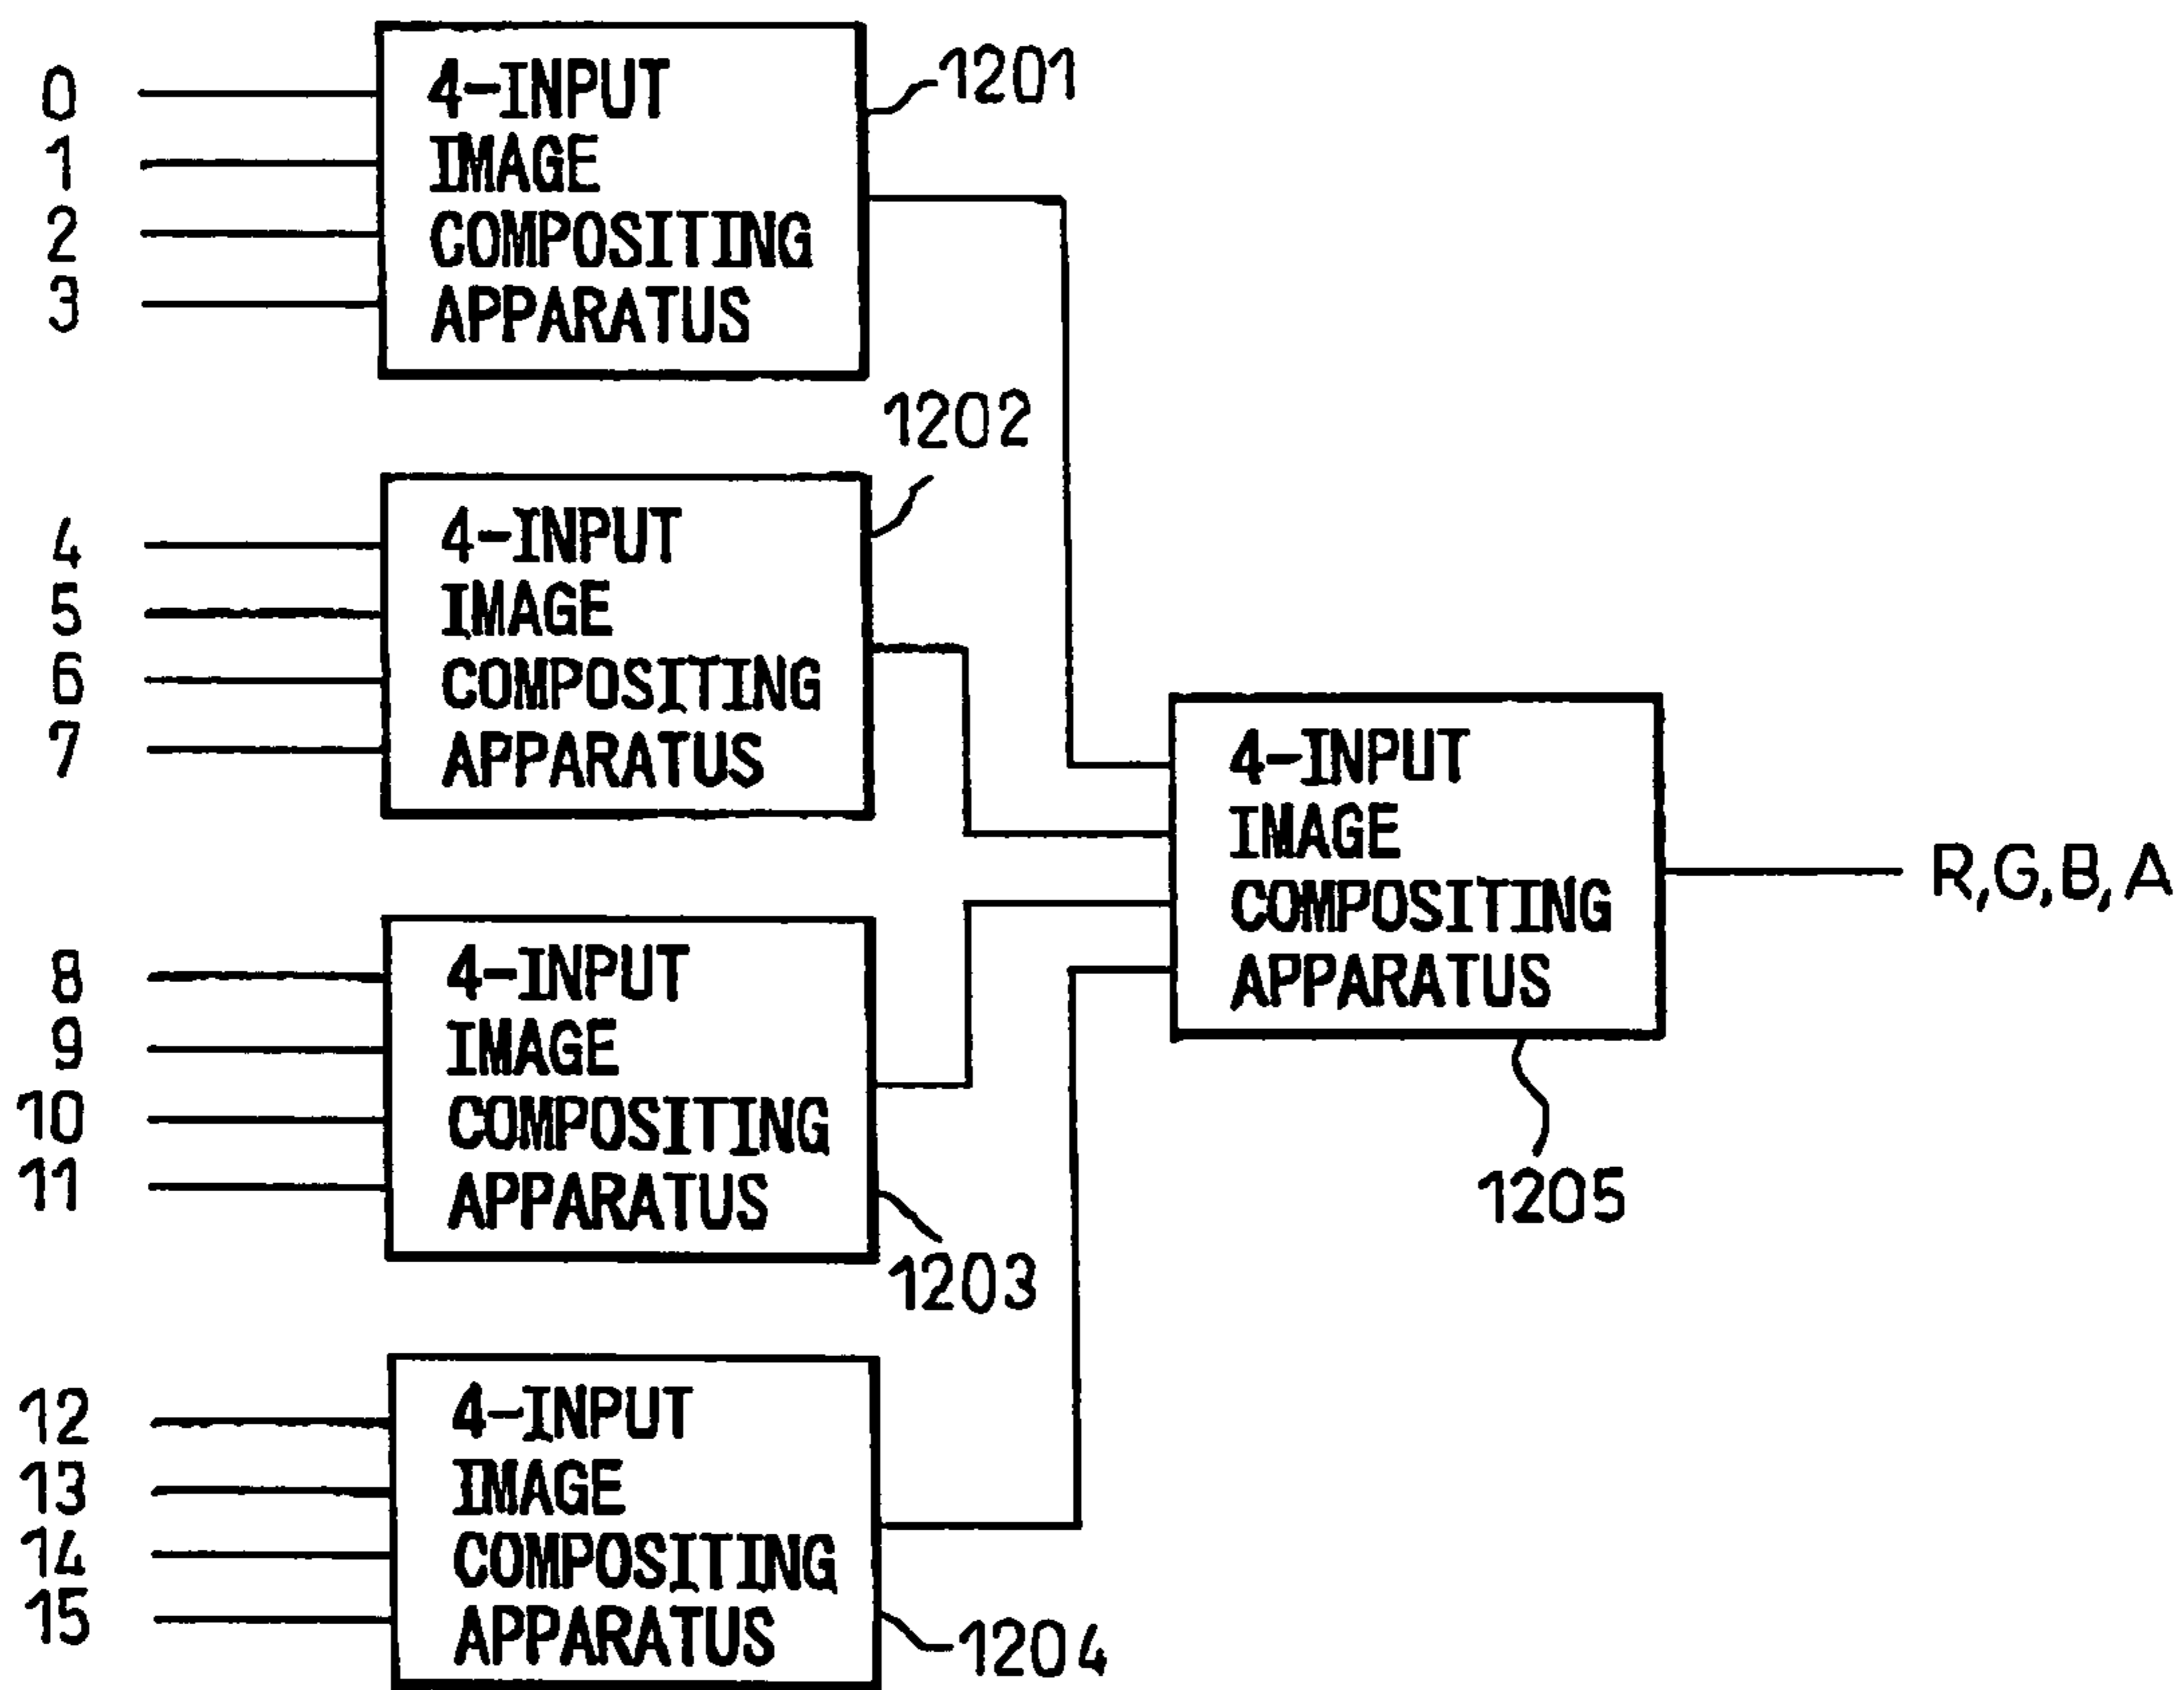 0
1
2
3
4-INPUT
IMAGE
COMPOSITING
APPARATUS
1201
4
5
6
7
4-INPUT
IMAGE
COMPOSITING
APPARATUS
1202
8
9
10
11
4-INPUT
IMAGE
COMPOSITING
APPARATUS
1203
12
13
14
15
4-INPUT
IMAGE
COMPOSITING
APPARATUS
1204
4-INPUT
IMAGE
COMPOSITING
APPARATUS
1205
R,G,B,A